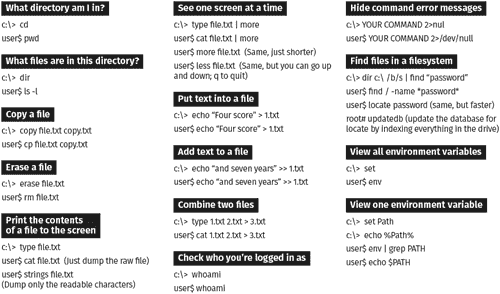 What directory am I in?
c:\> cd
user$ pwd
What files are in this directory?
c:\> dir
user$ ls -l
Copy a file
c:\> copy file.txt copy.txt
user$ cp file.txt copy.txt
Erase a file
c:\> erase file.txt
user$ rm file.txt
Print the contents
of a file to the screen
c:\> type file.txt
user$ cat file.txt (Just dump the raw file)
user$ strings file.txt
(Dump only the readable characters)
See one screen at a time
c:\> type file.txt | more
user$ cat file.txt | more
user$ more file.txt (Same, just shorter)
user$ less file.txt (Same, but you can go up
and down; q to quit)
Put text into a file
c:\> echo “Four score” > 1.txt
user$ echo “Four score” > 1.txt
Add text to a file
c:\> echo “and seven years” >> 1.txt
user$ echo “and seven years” >> 1.txt
Combine two files
c:\> type 1.txt 2.txt > 3.txt
user$ cat 1.txt 2.txt > 3.txt
Check who you’re logged in as
c:\> whoami
user$ whoami
Hide command error messages
c:\> YOUR COMMAND 2>nul
user$ YOUR COMMAND 2>/dev/null
Find files in a filesystem
c:\> dir c:\ /b/s | find “password”
user$ find / -name *password*
user$ locate password (same, but faster)
root# updatedb (update the database for
locate by indexing everything in the drive)
View all environment variables
c:\> set
user$ env
View one environment variable
c:\> set Path
c:\> echo %Path%
user$ env | grep PATH
user$ echo $PATH